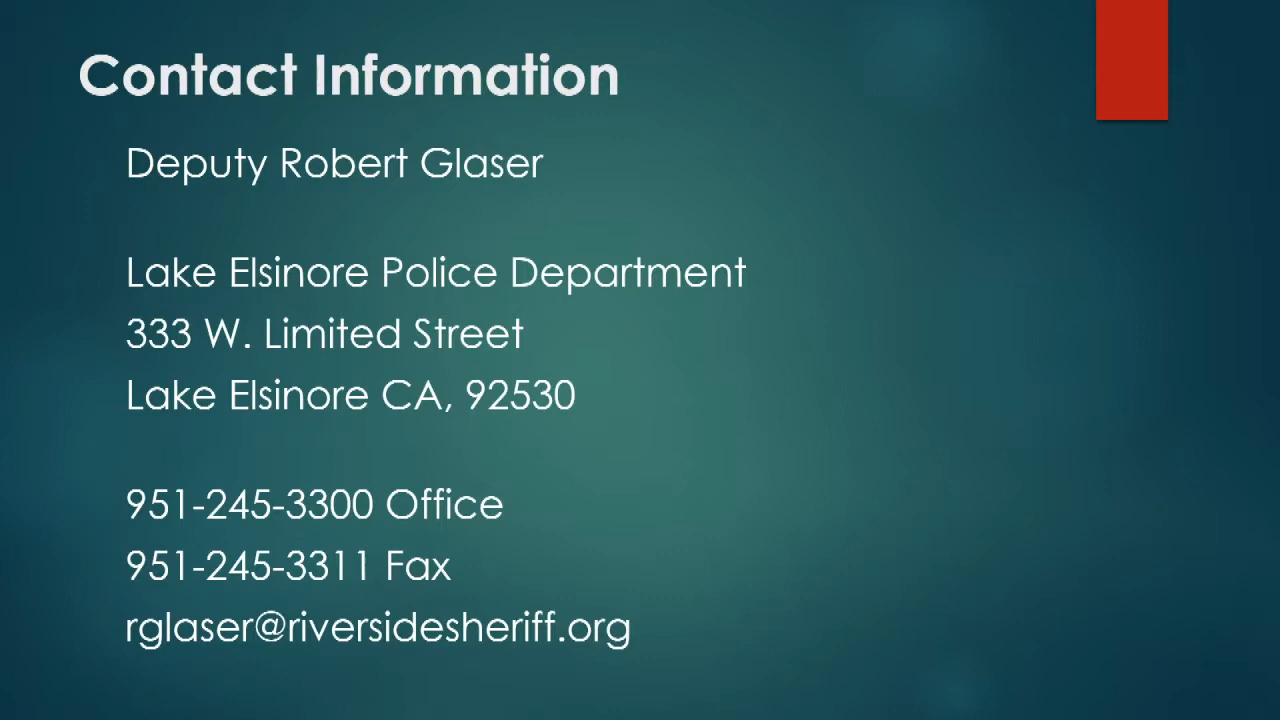 Contact Information
Deputy Robert Glaser
Lake Elsinore Police Department
333 W. Limited Street
Lake Elsinore CA, 92530
951-245-3300 Office
951-245-3311 Fax
rglaser@riversidesheriff.org